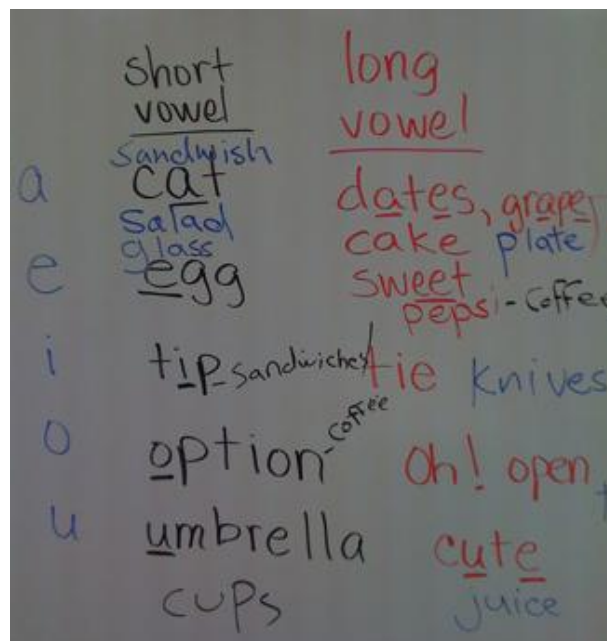 short long
vowel vowel
sandwish
a cat dates, grape
salad cake plate
glass
e egg sweet
pepsi - coffee
i tip - sandwiches tie knives
o option - coffee Oh! open
u umbrella cute
cups juice